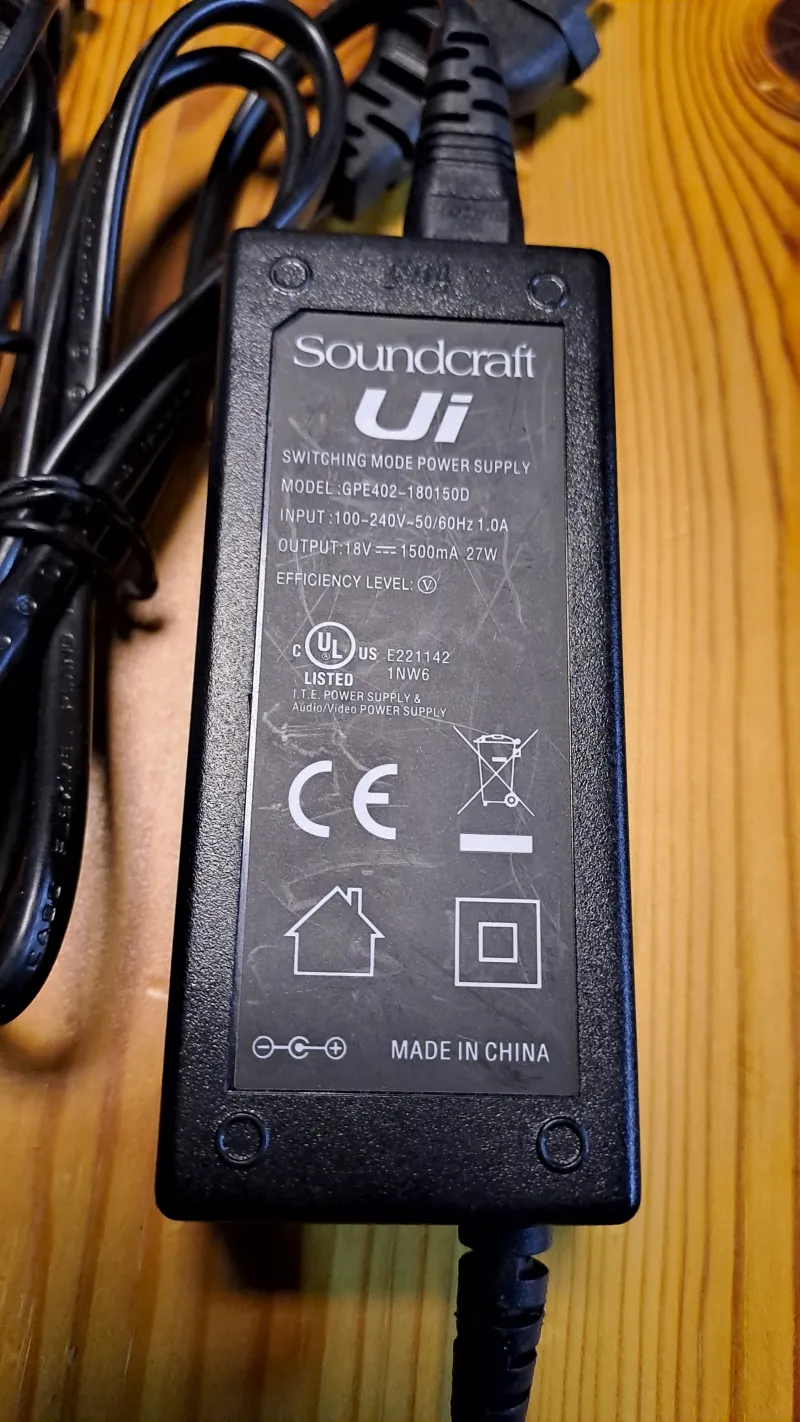 Soundcraft
Ui
SWITCHING MODE POWER SUPPLY
MODEL:GPE402-180150D
INPUT:100-240V~50/60Hz 1.0A
OUTPUT:18V⎓1500mA 27W
EFFICIENCY LEVEL:Ⓥ
C UL US E221142
LISTED 1NW6
I.T.E. POWER SUPPLY &
Audio/Video POWER SUPPLY
CE
MADE IN CHINA